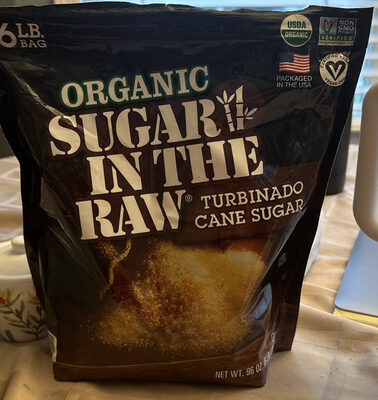 6 LB.
BAG
USDA
ORGANIC
NON
GMO
VERIFIED
PACKAGED
IN THE USA
ORGANIC
SUGAR
IN THE
RAW®
TURBINADO
CANE SUGAR
NET WT. 96 OZ